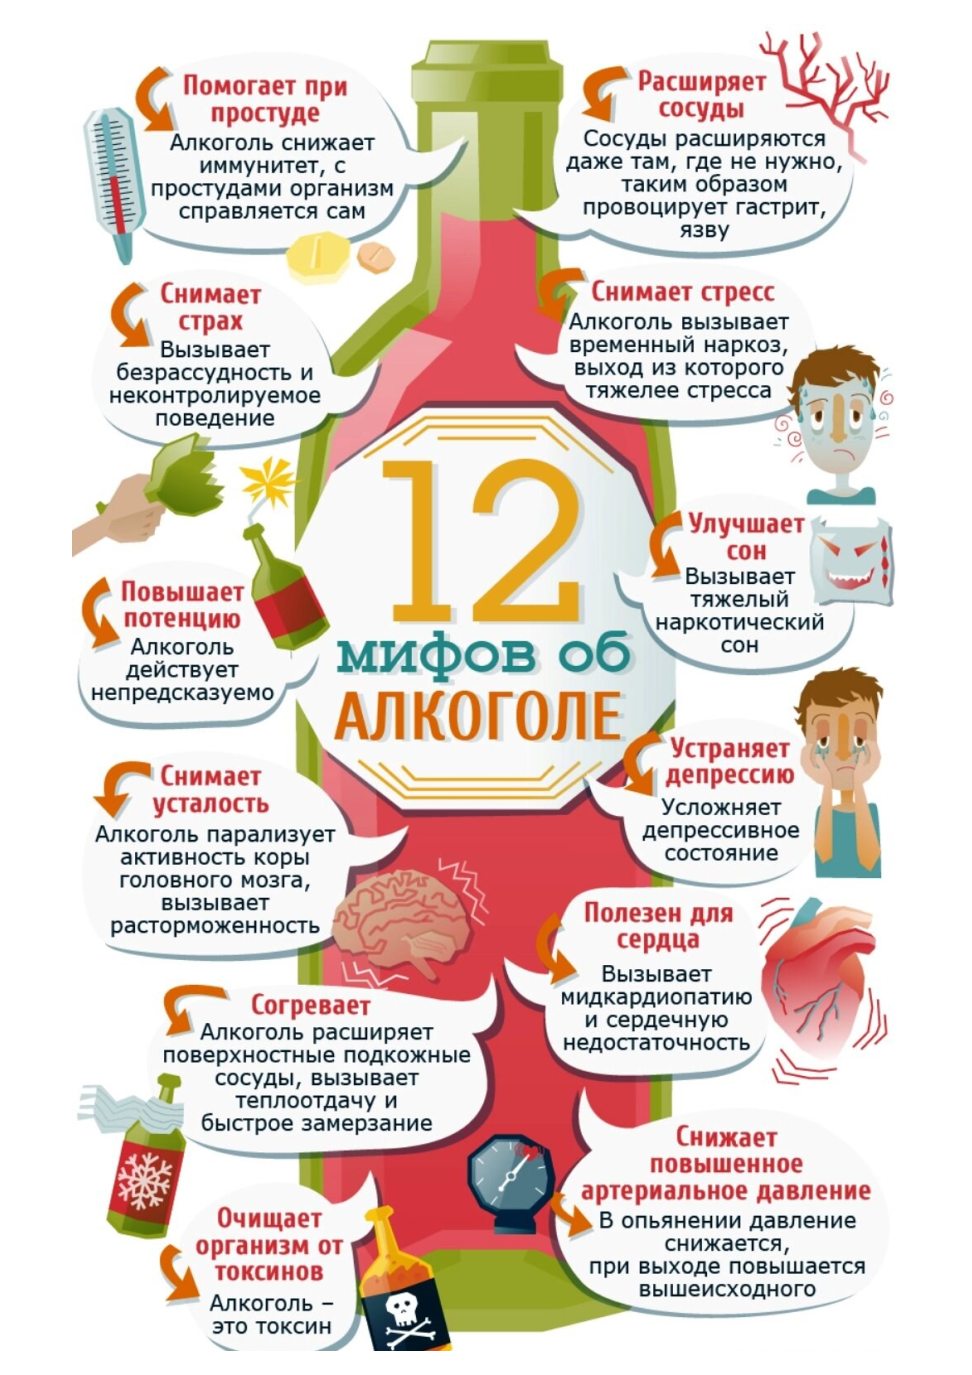 Помогает при
простуде
Алкоголь снижает
иммунитет, с
простудами организм
справляется сам
Расширяет
сосуды
Сосуды расширяются
даже там, где не нужно,
таким образом
провоцирует гастрит,
язву
Снимает
страх
Вызывает
безрассудность и
неконтролируемое
поведение
Снимает стресс
Алкоголь вызывает
временный наркоз,
выход из которого
тяжелее стресса
12
мифов об
АЛКОГОЛЕ
Улучшает
сон
Вызывает
тяжелый
наркотический
сон
Повышает
потенцию
Алкоголь
действует
непредсказуемо
Устраняет
депрессию
Усложняет
депрессивное
состояние
Снимает
усталость
Алкоголь парализует
активность коры
головного мозга,
вызывает
расторможенность
Полезен для
сердца
Вызывает
мидкардиопатию
и сердечную
недостаточность
Согревает
Алкоголь расширяет
поверхностные подкожные
сосуды, вызывает
теплоотдачу и
быстрое замерзание
Снижает
повышенное
артериальное давление
В опьянении давление
снижается,
при выходе повышается
вышеисходного
Очищает
организм от
токсинов
Алкоголь –
это токсин